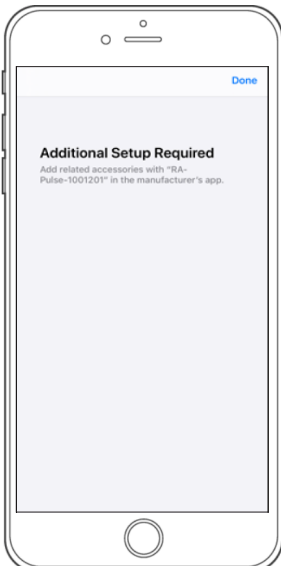 Done
Additional Setup Required
Add related accessories with "RA-
Pulse-1001201" in the manufacturer's app.